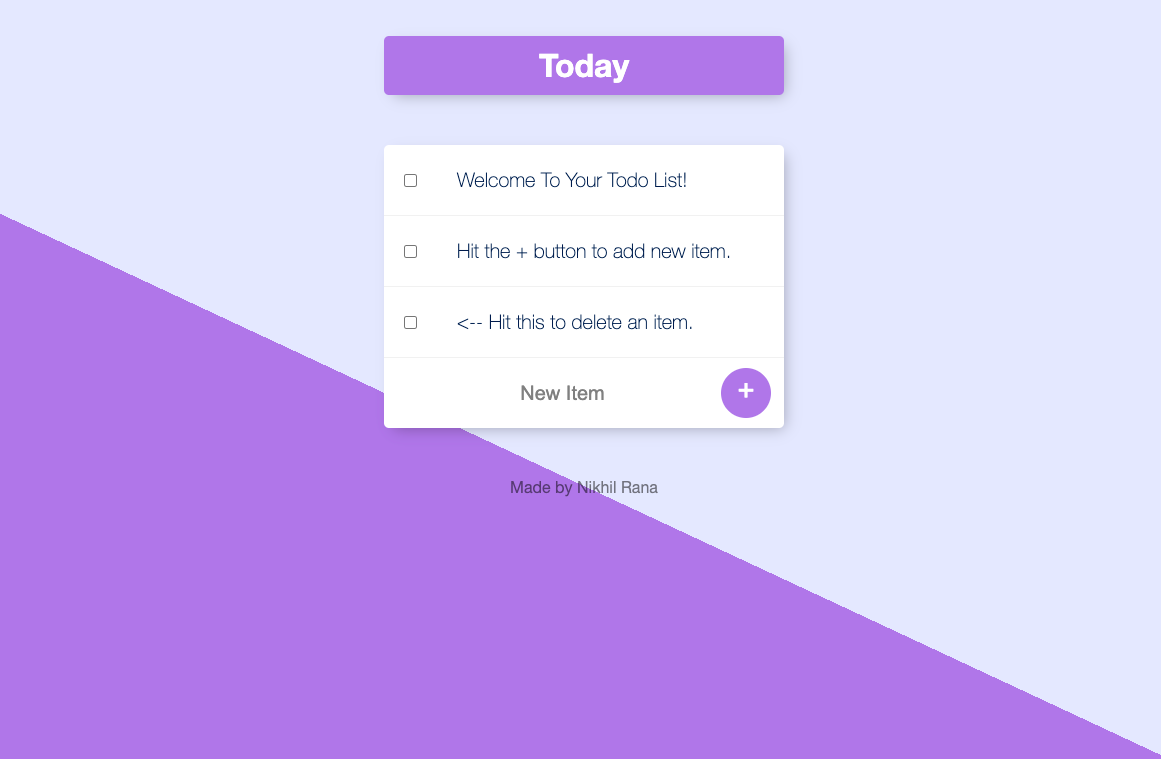 Today
Welcome To Your Todo List!
Hit the + button to add new item.
<-- Hit this to delete an item.
New Item +
Made by Nikhil Rana